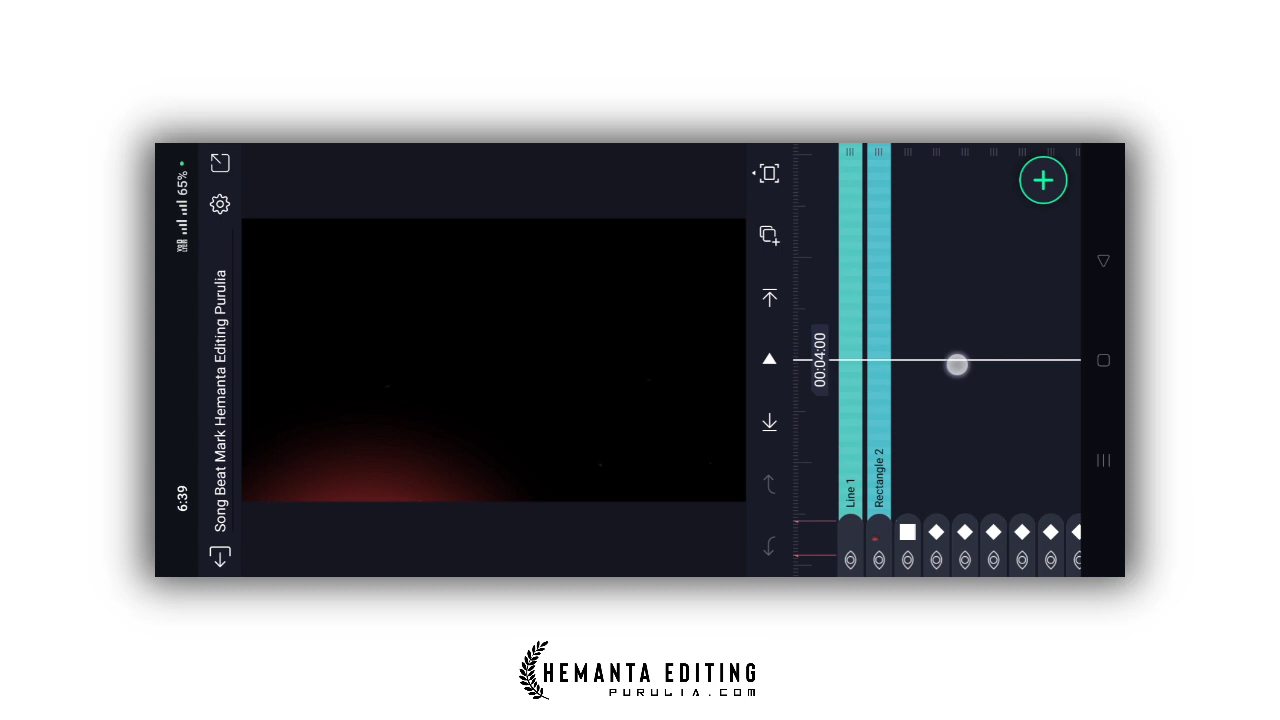 6:39
65%
Song Beat Mark Hemanta Editing Purulia
00:04:00
Line 1
Rectangle 2
HEMANTA EDITING
PURULIA.COM